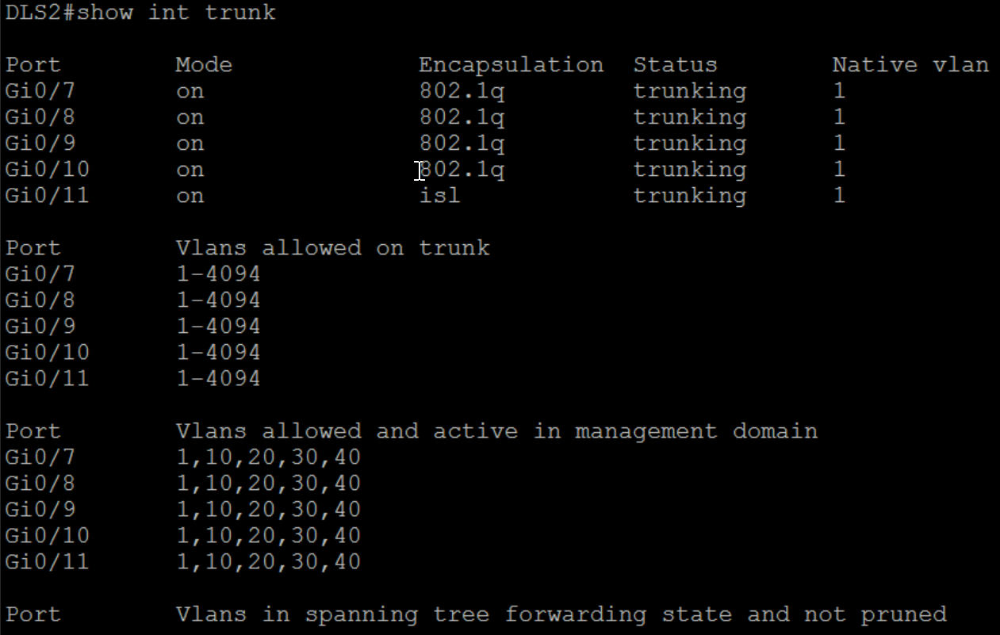 DLS2#show int trunk
Port Mode Encapsulation Status Native vlan
Gi0/7 on 802.1q trunking 1
Gi0/8 on 802.1q trunking 1
Gi0/9 on 802.1q trunking 1
Gi0/10 on 802.1q trunking 1
Gi0/11 on isl trunking 1
Port Vlans allowed on trunk
Gi0/7 1-4094
Gi0/8 1-4094
Gi0/9 1-4094
Gi0/10 1-4094
Gi0/11 1-4094
Port Vlans allowed and active in management domain
Gi0/7 1,10,20,30,40
Gi0/8 1,10,20,30,40
Gi0/9 1,10,20,30,40
Gi0/10 1,10,20,30,40
Gi0/11 1,10,20,30,40
Port Vlans in spanning tree forwarding state and not pruned